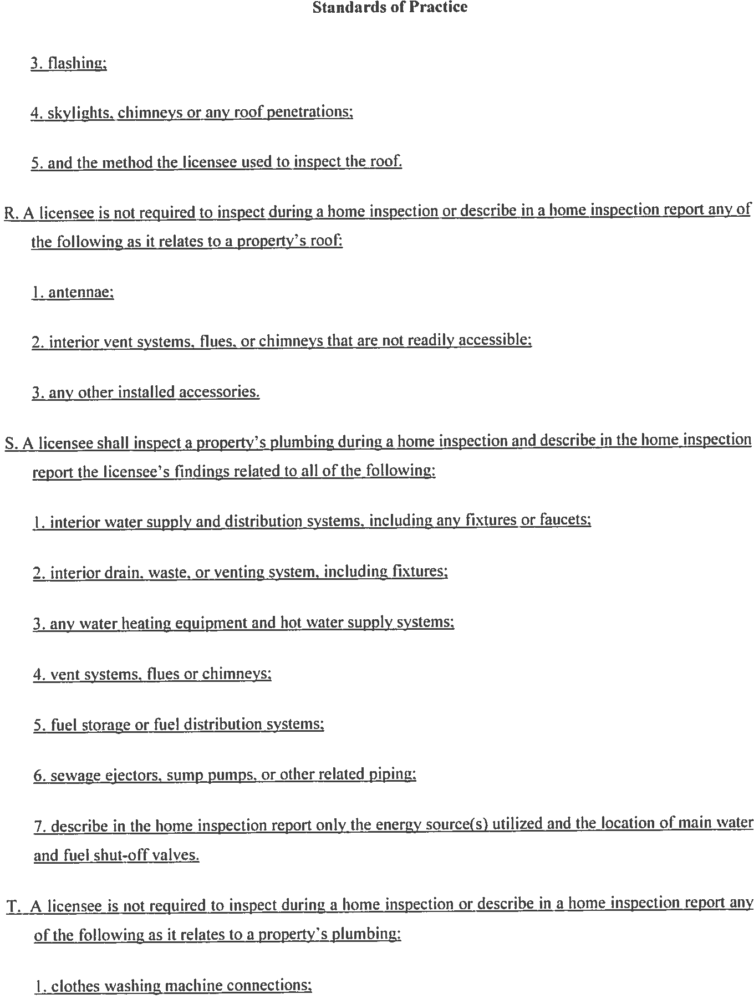 Standards of Practice
3. flashing;
4. skylights, chimneys or any roof penetrations;
5. and the method the licensee used to inspect the roof.
R. A licensee is not required to inspect during a home inspection or describe in a home inspection report any of
the following as it relates to a property's roof:
1. antennae;
2. interior vent systems, flues, or chimneys that are not readily accessible;
3. any other installed accessories.
S. A licensee shall inspect a property's plumbing during a home inspection and describe in the home inspection
report the licensee's findings related to all of the following:
1. interior water supply and distribution systems, including any fixtures or faucets;
2. interior drain, waste, or venting system, including fixtures;
3. any water heating equipment and hot water supply systems;
4. vent systems, flues or chimneys;
5. fuel storage or fuel distribution systems;
6. sewage ejectors, sump pumps, or other related piping;
7. describe in the home inspection report only the energy source(s) utilized and the location of main water
and fuel shut-off valves.
T. A licensee is not required to inspect during a home inspection or describe in a home inspection report any
of the following as it relates to a property's plumbing:
1. clothes washing machine connections;